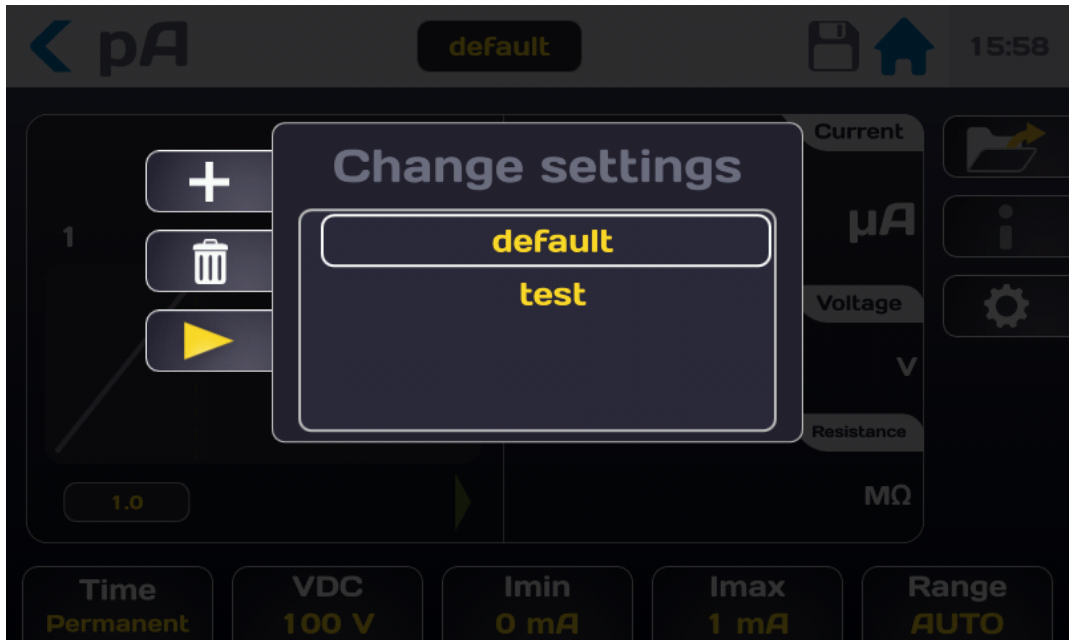 pA
default
15:58
Change settings
default
test
1
1.0
Current
µA
Voltage
V
Resistance
MΩ
Time
Permanent
VDC
100 V
Imin
0 mA
Imax
1 mA
Range
AUTO